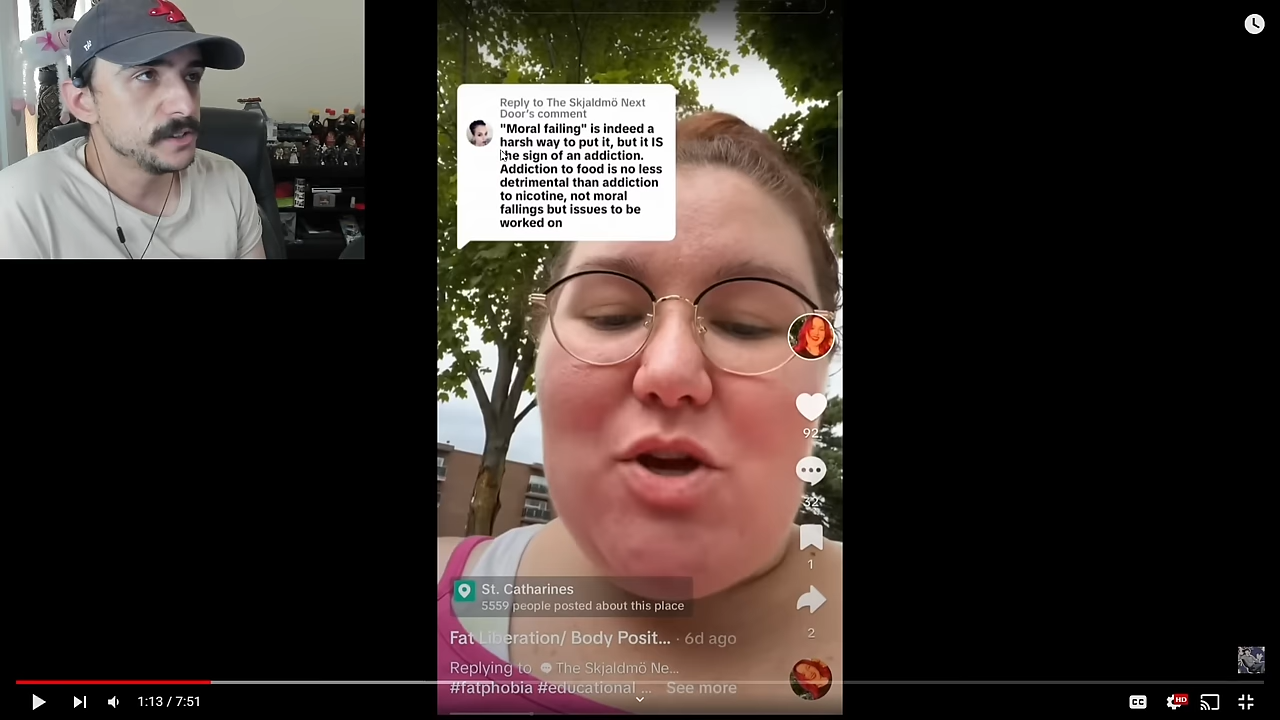 Reply to The Skjaldmö Next
Door's comment
"Moral failing" is indeed a
harsh way to put it, but it IS
the sign of an addiction.
Addiction to food is no less
detrimental than addiction
to nicotine, not moral
fallings but issues to be
worked on
92
32
1
2
St. Catharines
5559 people posted about this place
Fat Liberation/ Body Posit... · 6d ago
Replying to 💬 The Skjaldmö Ne...
#fatphobia #educational ... See more
1:13 / 7:51
CC
HD